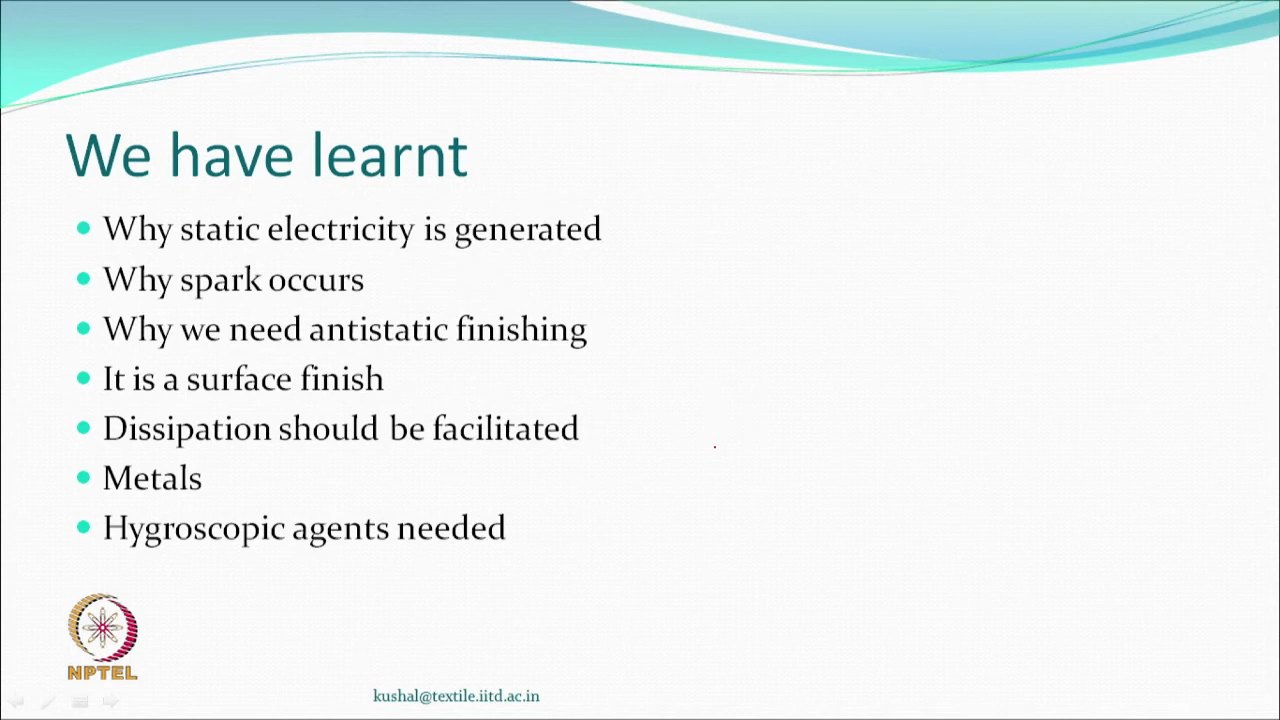 We have learnt
Why static electricity is generated
Why spark occurs
Why we need antistatic finishing
It is a surface finish
Dissipation should be facilitated
Metals
Hygroscopic agents needed
NPTEL
kushal@textile.iitd.ac.in